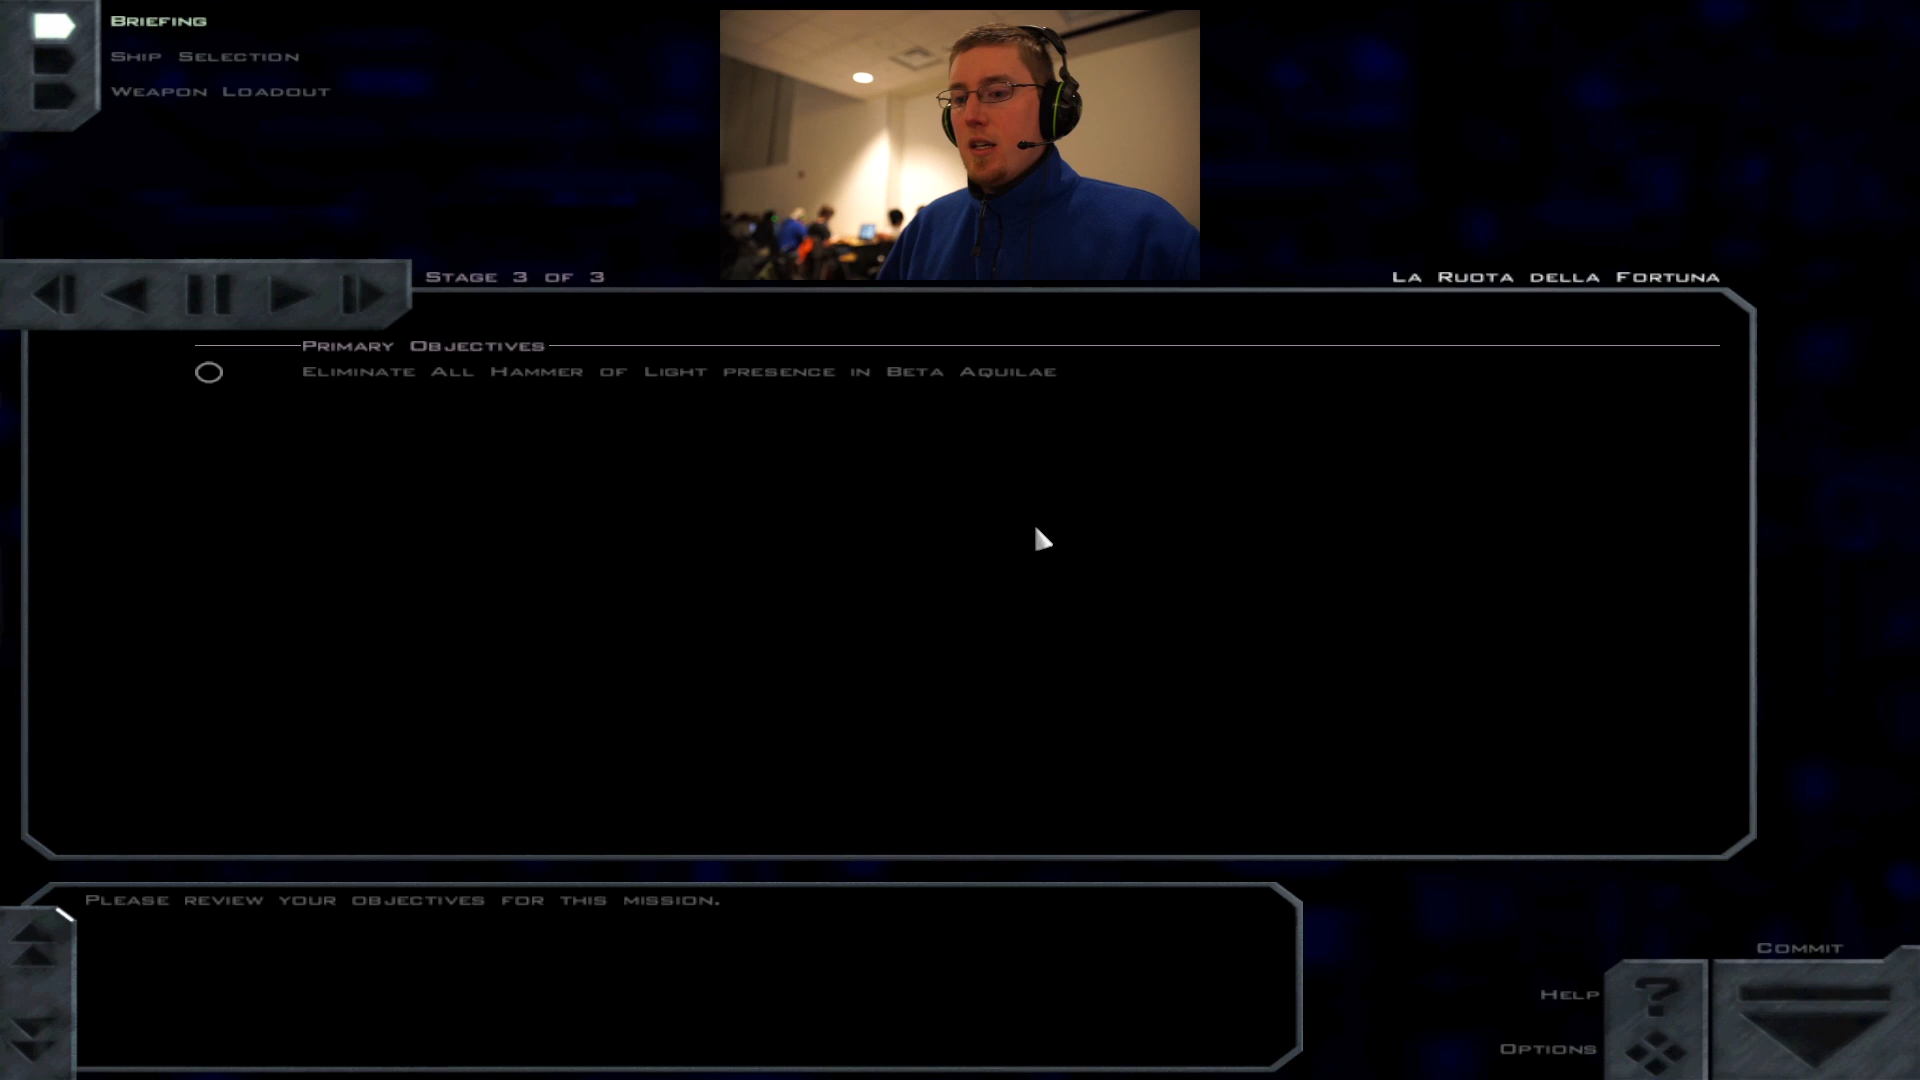 Briefing
Ship Selection
Weapon Loadout
Stage 3 of 3
La Ruota della Fortuna
Primary Objectives
Eliminate All Hammer of Light presence in Beta Aquilae
Please review your objectives for this mission.
Commit
Help
?
Options